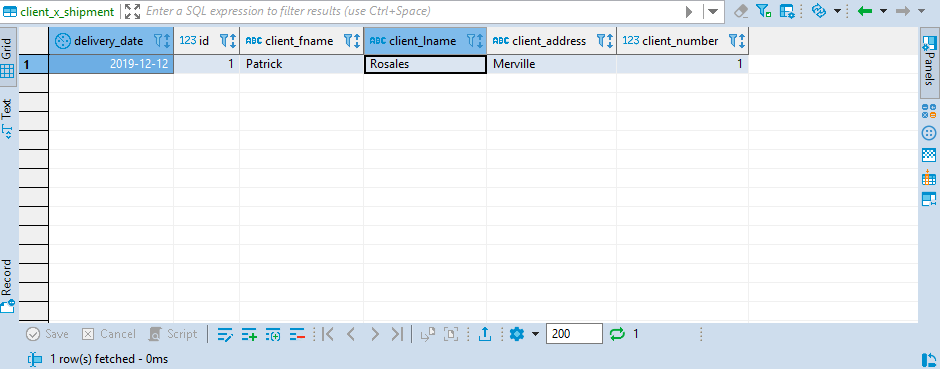 client_x_shipment Enter a SQL expression to filter results (use Ctrl+Space)
Grid
Text
Record
delivery_date 123 id ABC client_fname ABC client_lname ABC client_address 123 client_number
1 2019-12-12 1 Patrick Rosales Merville 1
Panels
Save Cancel Script 200 1
1 row(s) fetched - 0ms